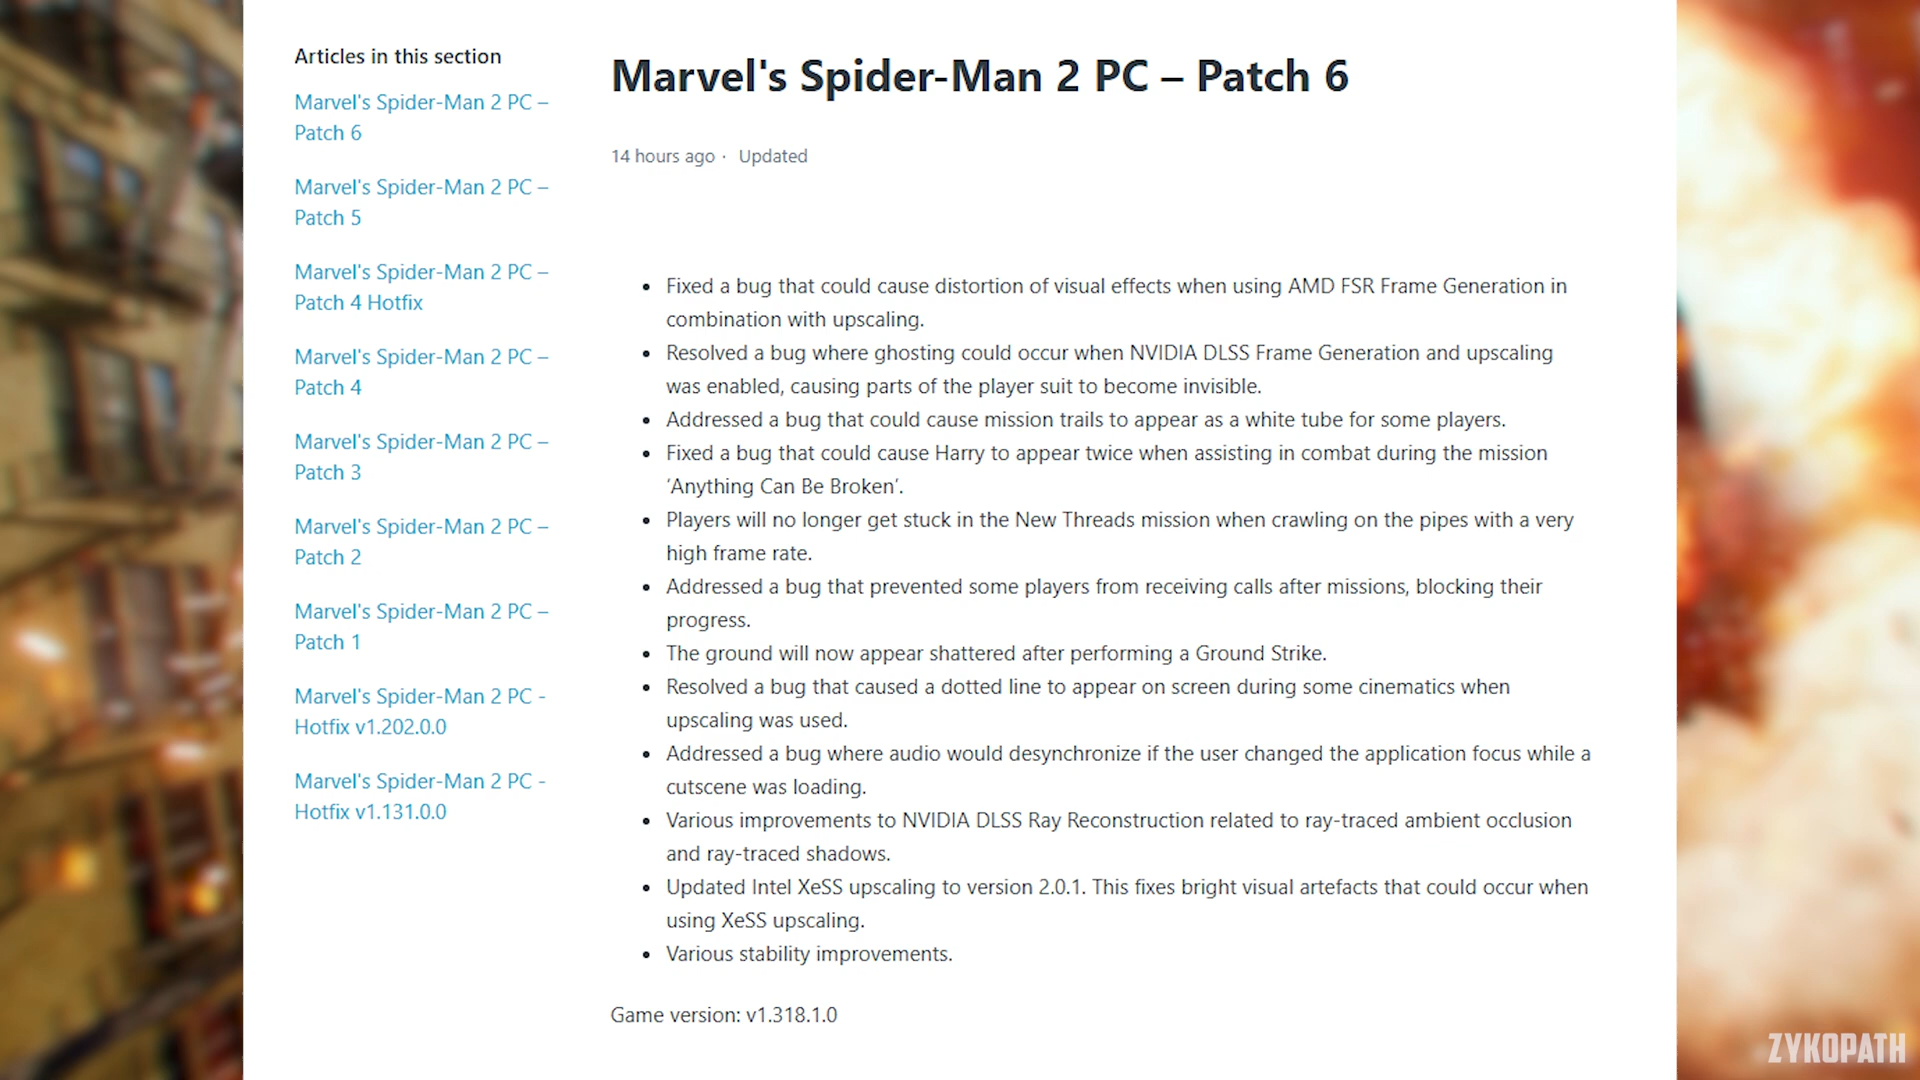 Articles in this section
Marvel's Spider-Man 2 PC –
Patch 6
Marvel's Spider-Man 2 PC –
Patch 5
Marvel's Spider-Man 2 PC –
Patch 4 Hotfix
Marvel's Spider-Man 2 PC –
Patch 4
Marvel's Spider-Man 2 PC –
Patch 3
Marvel's Spider-Man 2 PC –
Patch 2
Marvel's Spider-Man 2 PC –
Patch 1
Marvel's Spider-Man 2 PC -
Hotfix v1.202.0.0
Marvel's Spider-Man 2 PC -
Hotfix v1.131.0.0
Marvel's Spider-Man 2 PC – Patch 6
14 hours ago · Updated
• Fixed a bug that could cause distortion of visual effects when using AMD FSR Frame Generation in
combination with upscaling.
• Resolved a bug where ghosting could occur when NVIDIA DLSS Frame Generation and upscaling
was enabled, causing parts of the player suit to become invisible.
• Addressed a bug that could cause mission trails to appear as a white tube for some players.
• Fixed a bug that could cause Harry to appear twice when assisting in combat during the mission
‘Anything Can Be Broken’.
• Players will no longer get stuck in the New Threads mission when crawling on the pipes with a very
high frame rate.
• Addressed a bug that prevented some players from receiving calls after missions, blocking their
progress.
• The ground will now appear shattered after performing a Ground Strike.
• Resolved a bug that caused a dotted line to appear on screen during some cinematics when
upscaling was used.
• Addressed a bug where audio would desynchronize if the user changed the application focus while a
cutscene was loading.
• Various improvements to NVIDIA DLSS Ray Reconstruction related to ray-traced ambient occlusion
and ray-traced shadows.
• Updated Intel XeSS upscaling to version 2.0.1. This fixes bright visual artefacts that could occur when
using XeSS upscaling.
• Various stability improvements.
Game version: v1.318.1.0
ZYKOPATH